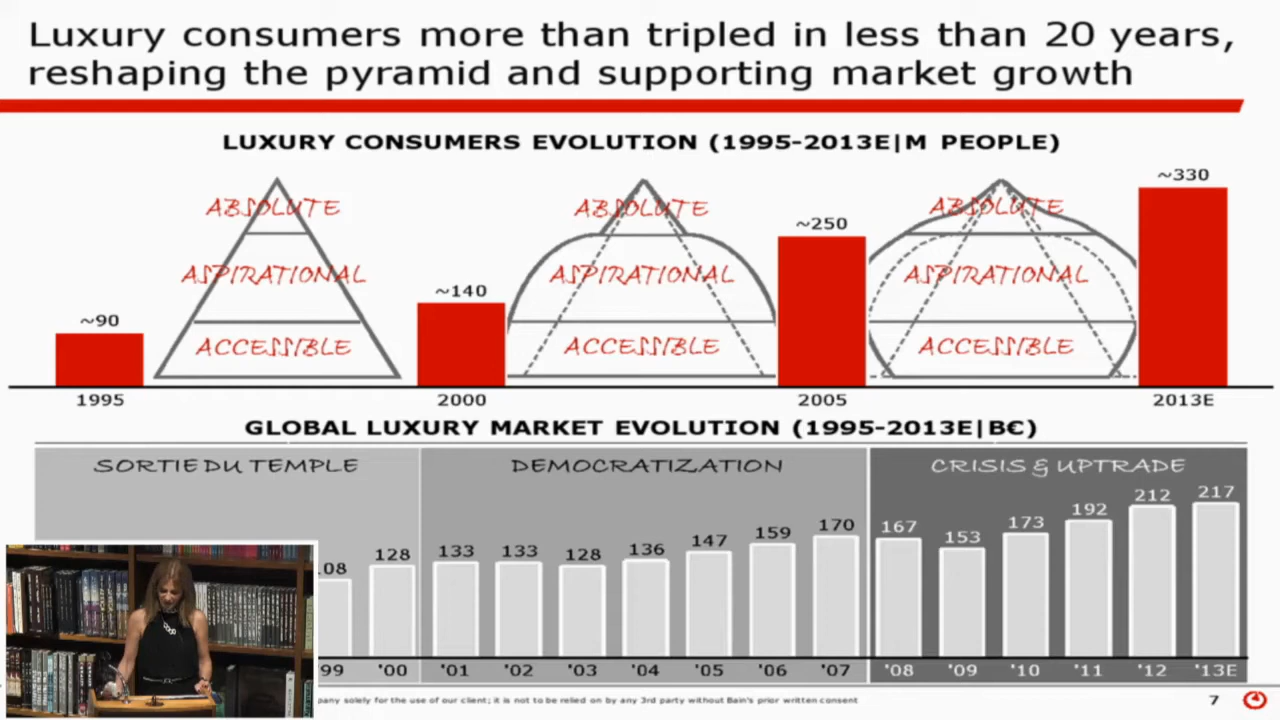 Luxury consumers more than tripled in less than 20 years,
reshaping the pyramid and supporting market growth
LUXURY CONSUMERS EVOLUTION (1995-2013E|M PEOPLE)
~90
ABSOLUTE
ASPIRATIONAL
ACCESSIBLE
~140
ABSOLUTE
ASPIRATIONAL
ACCESSIBLE
~250
ABSOLUTE
ASPIRATIONAL
ACCESSIBLE
~330
1995 2000 2005 2013E
GLOBAL LUXURY MARKET EVOLUTION (1995-2013E|B€)
SORTIE DU TEMPLE DEMOCRATIZATION CRISIS & UPTRADE
08 128 133 133 128 136 147 159 170 167 153 173 192 212 217
99 '00 '01 '02 '03 '04 '05 '06 '07 '08 '09 '10 '11 '12 '13E
pany solely for the use of our client; it is not to be relied on by any 3rd party without Bain's prior written consent
7